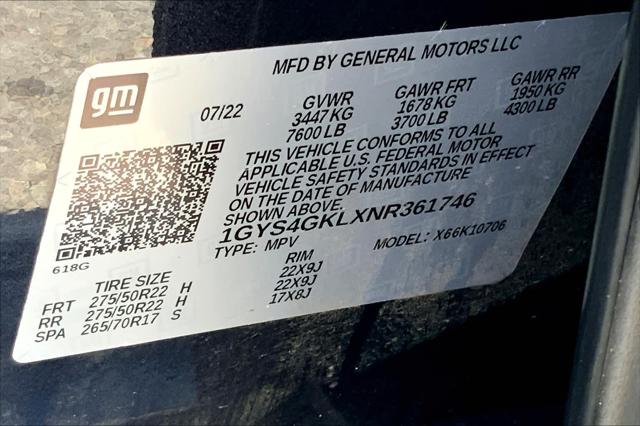 MFD BY GENERAL MOTORS LLC
gm
07/22 GVWR GAWR FRT GAWR RR
3447 KG 1678 KG 1950 KG
7600 LB 3700 LB 4300 LB
THIS VEHICLE CONFORMS TO ALL
APPLICABLE U.S. FEDERAL MOTOR
VEHICLE SAFETY STANDARDS IN EFFECT
ON THE DATE OF MANUFACTURE
SHOWN ABOVE.
1GYS4GKLXNR361746
TYPE: MPV MODEL: X66K10706
618G
TIRE SIZE RIM
FRT 275/50R22 H 22X9J
RR 275/50R22 H 22X9J
SPA 265/70R17 S 17X8J